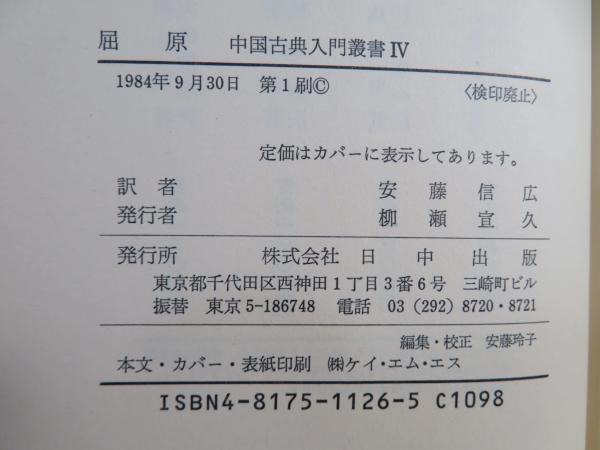 屈原 中国古典入門叢書Ⅳ
1984年9月30日 第1刷©
〈検印廃止〉
定価はカバーに表示してあります。
訳者 安藤信広
発行者 柳瀬宣久
発行所 株式会社 日中出版
東京都千代田区西神田1丁目3番6号 三崎町ビル
振替 東京5-186748 電話 03(292)8720・8721
編集・校正 安藤玲子
本文・カバー・表紙印刷 ㈱ケイ・エム・エス
ISBN4-8175-1126-5 C1098